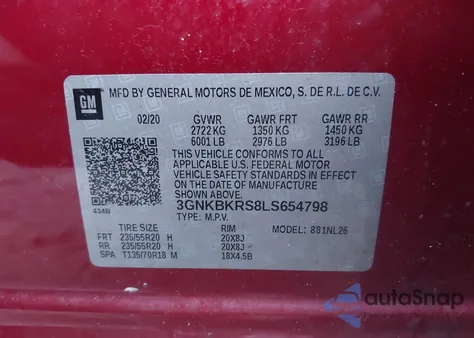 GM
MFD BY GENERAL MOTORS DE MEXICO, S. DE R.L. DE C.V.
02/20 GVWR GAWR FRT GAWR RR
2722 KG 1350 KG 1450 KG
6001 LB 2976 LB 3196 LB
THIS VEHICLE CONFORMS TO ALL
APPLICABLE U.S. FEDERAL MOTOR
VEHICLE SAFETY STANDARDS IN EFFECT
ON THE DATE OF MANUFACTURE
SHOWN ABOVE.
3GNKBKRS8LS654798
434B
TYPE: M.P.V. MODEL: 881NL26
TIRE SIZE RIM
FRT 235/55R20 H 20X8J
RR 235/55R20 H 20X8J
SPA T135/70R18 M 18X4.5B
autoSnap